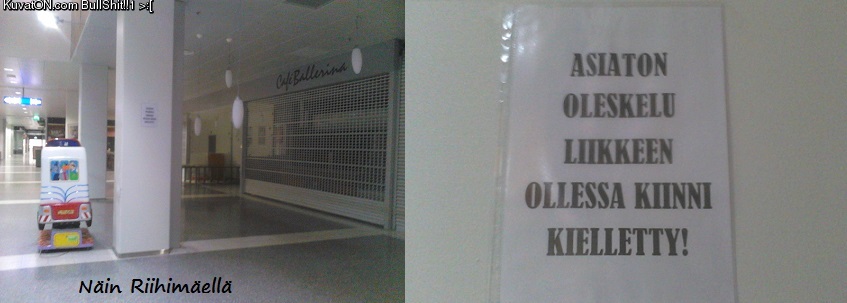 KuvatON.com BullShit!!1 >:[
Cafe Ballerina
Näin Riihimäellä
ASIATON
OLESKELU
LIIKKEEN
OLLESSA KIINNI
KIELLETTY!